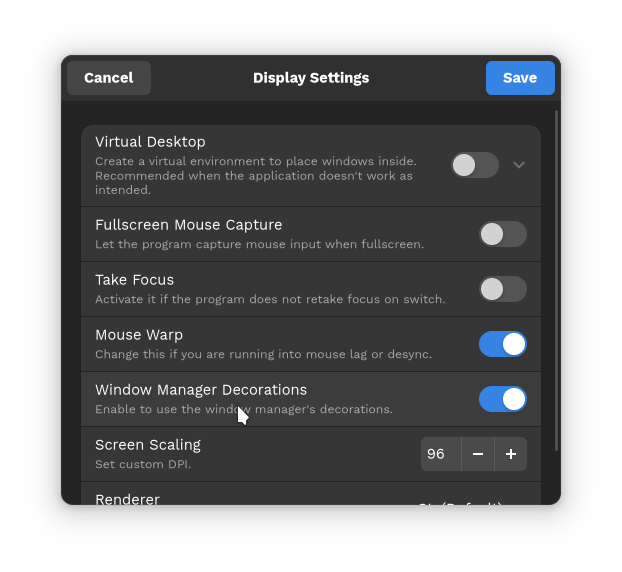 Cancel
Display Settings
Save
Virtual Desktop
Create a virtual environment to place windows inside.
Recommended when the application doesn't work as
intended.
Fullscreen Mouse Capture
Let the program capture mouse input when fullscreen.
Take Focus
Activate it if the program does not retake focus on switch.
Mouse Warp
Change this if you are running into mouse lag or desync.
Window Manager Decorations
Enable to use the window manager's decorations.
Screen Scaling
Set custom DPI.
96
Renderer
(Default)